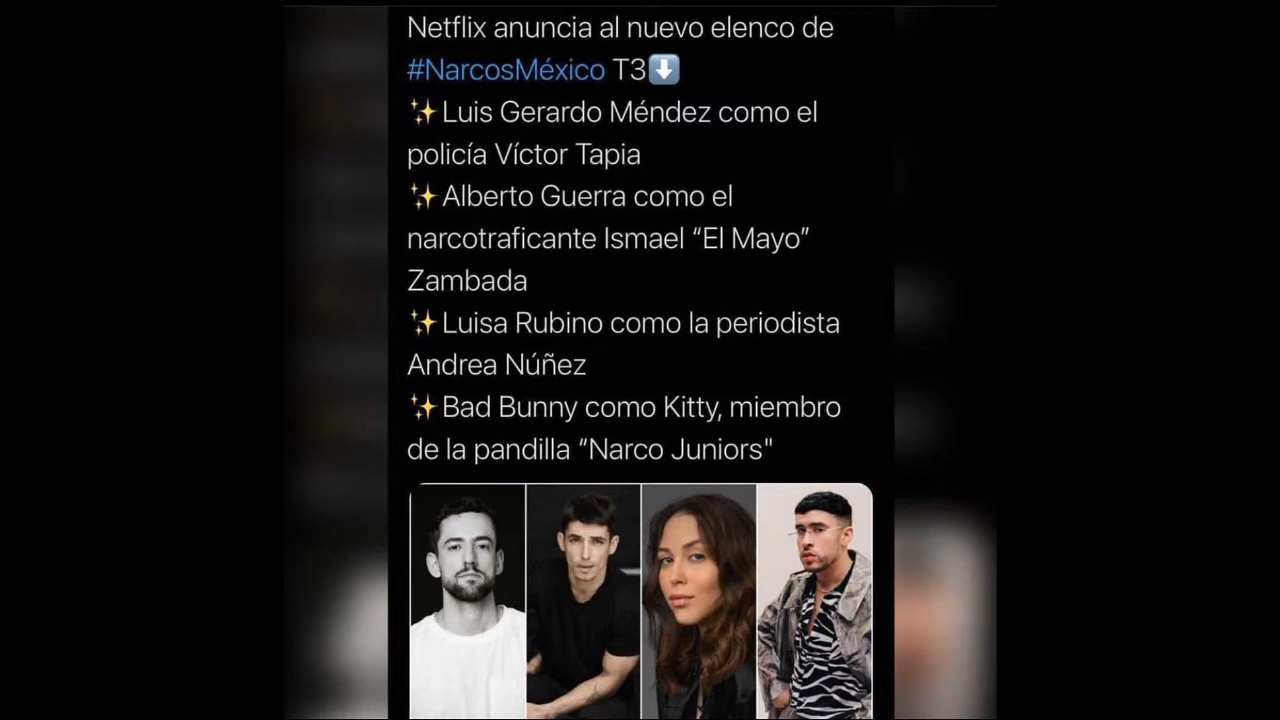 Netflix anuncia al nuevo elenco de
#NarcosMéxico T3⬇️
✨Luis Gerardo Méndez como el
policía Víctor Tapia
✨Alberto Guerra como el
narcotraficante Ismael “El Mayo”
Zambada
✨Luisa Rubino como la periodista
Andrea Núñez
✨Bad Bunny como Kitty, miembro
de la pandilla “Narco Juniors"